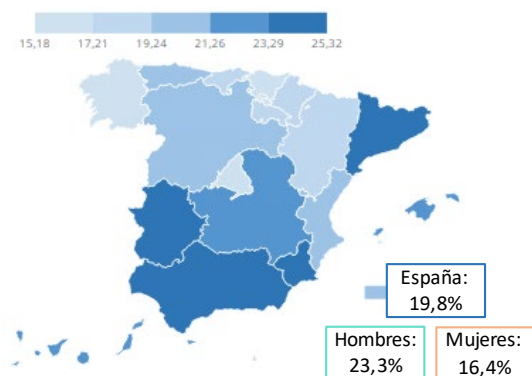 15,18 17,21 19,24 21,26 23,29 25,32
España:
19,8%
Hombres:
23,3%
Mujeres:
16,4%